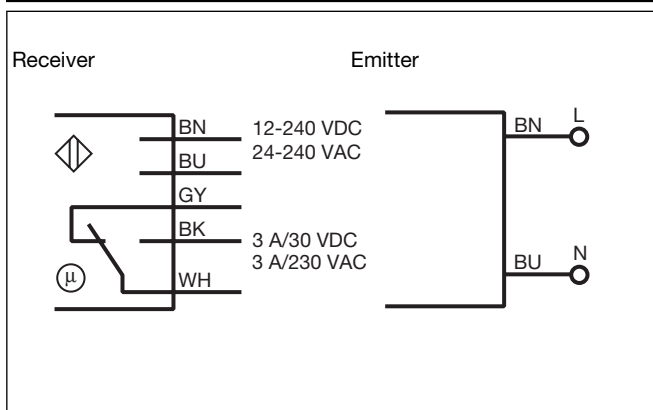 Receiver
Emitter
BN
12-240 VDC
24-240 VAC
BU
GY
BK
3 A/30 VDC
3 A/230 VAC
WH
μ
BN
L
BU
N